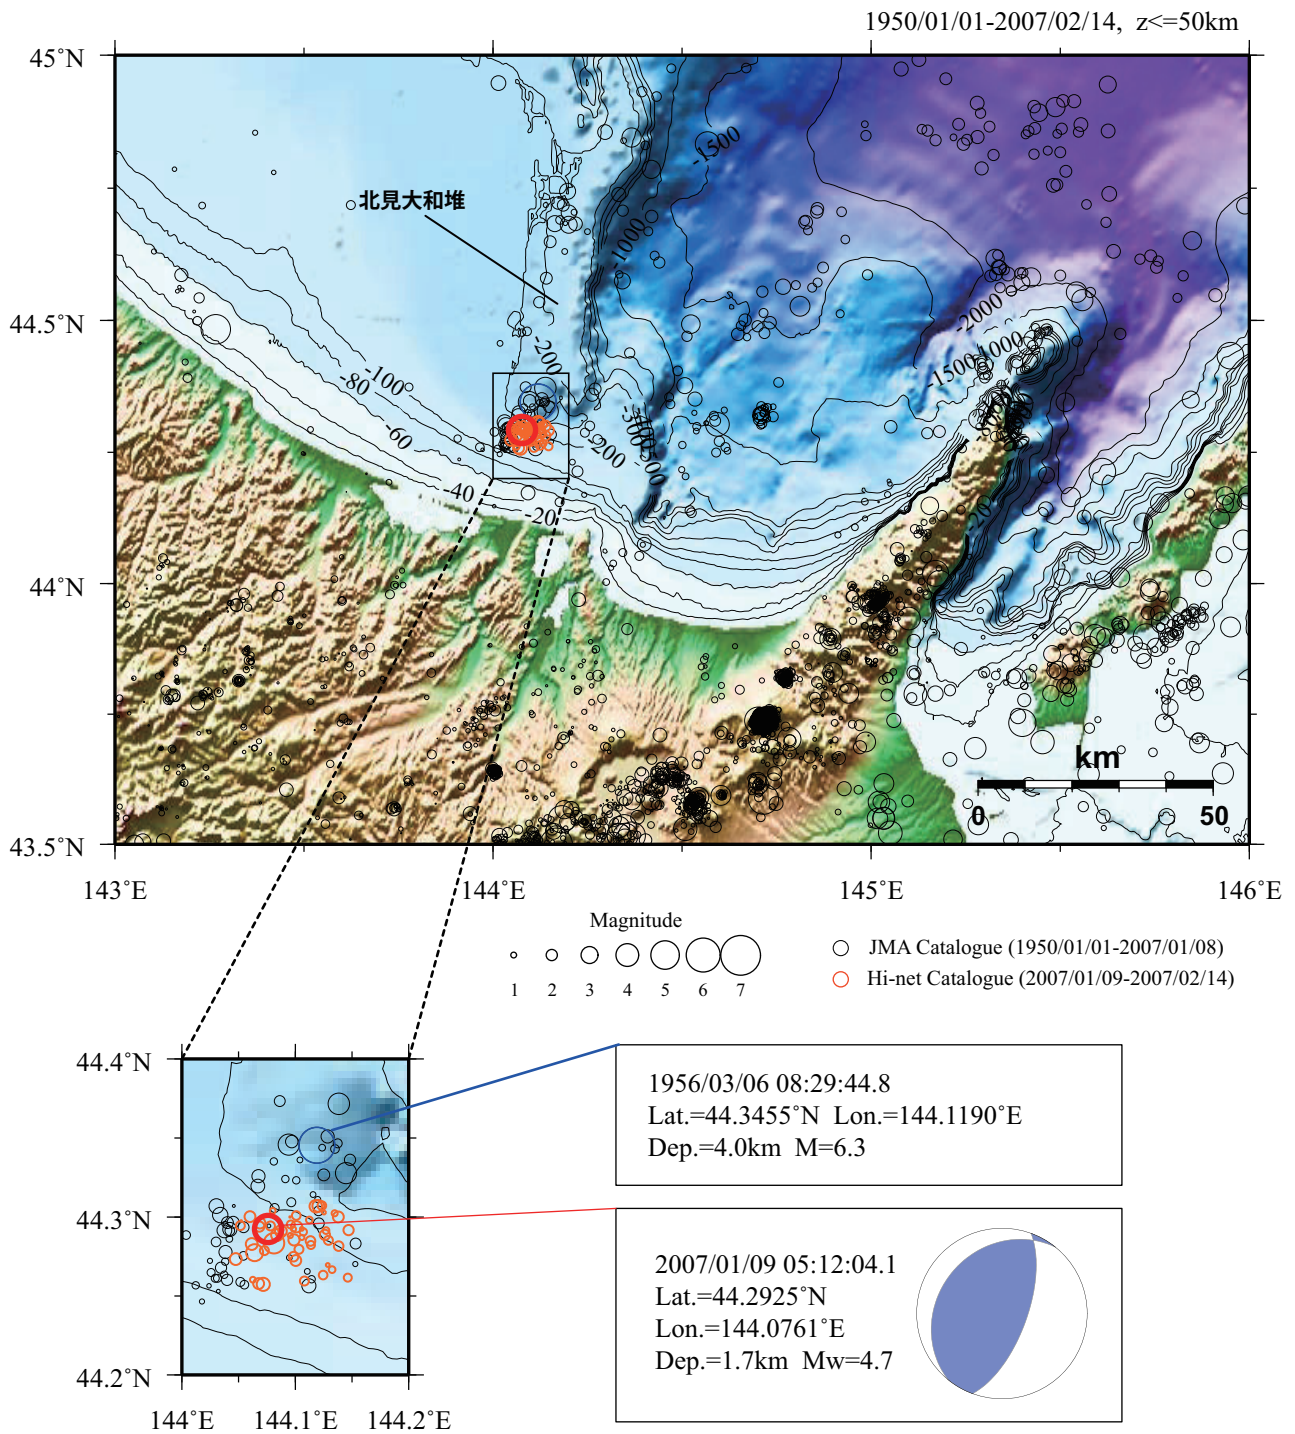 1950/01/01-2007/02/14, z<=50km
45˚N
44.5˚N
44˚N
43.5˚N
143˚E
144˚E
145˚E
146˚E
北見大和堆
-1500
-1000
-2000
-1500
-1000
-200
-100
-80
-60
-40
-20
-200
-500
-20
km
0
50
Magnitude
1 2 3 4 5 6 7
JMA Catalogue (1950/01/01-2007/01/08)
Hi-net Catalogue (2007/01/09-2007/02/14)
44.4˚N
44.3˚N
44.2˚N
144˚E
144.1˚E
144.2˚E
1956/03/06 08:29:44.8
Lat.=44.3455˚N Lon.=144.1190˚E
Dep.=4.0km M=6.3
2007/01/09 05:12:04.1
Lat.=44.2925˚N
Lon.=144.0761˚E
Dep.=1.7km Mw=4.7